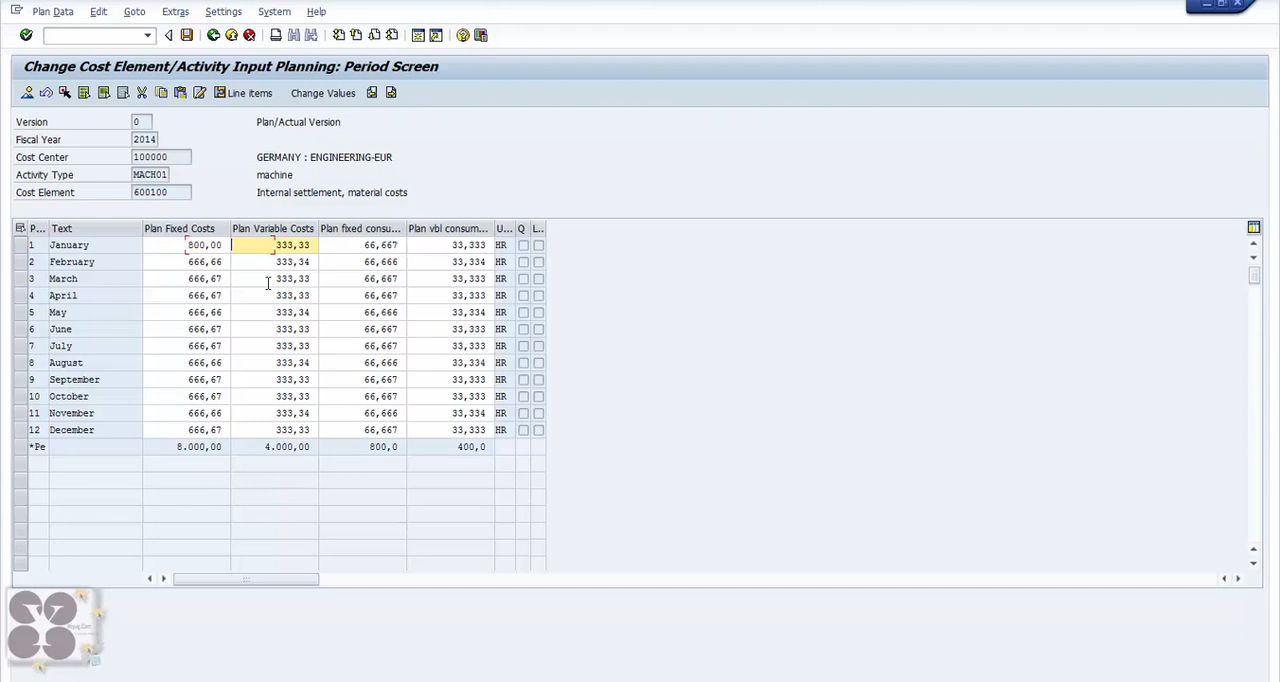 Plan Data Edit Goto Extras Settings System Help
Change Cost Element/Activity Input Planning: Period Screen
Line items Change Values
Version 0 Plan/Actual Version
Fiscal Year 2014
Cost Center 100000 GERMANY : ENGINEERING-EUR
Activity Type MACH01 machine
Cost Element 600100 Internal settlement, material costs
P... Text Plan Fixed Costs Plan Variable Costs Plan fixed consu... Plan vbl consum... U... Q L..
1 January 800,00 333,33 66,667 33,333 HR
2 February 666,66 333,34 66,666 33,334 HR
3 March 666,67 333,33 66,667 33,333 HR
4 April 666,67 333,33 66,667 33,333 HR
5 May 666,66 333,34 66,666 33,334 HR
6 June 666,67 333,33 66,667 33,333 HR
7 July 666,67 333,33 66,667 33,333 HR
8 August 666,66 333,34 66,666 33,334 HR
9 September 666,67 333,33 66,667 33,333 HR
10 October 666,67 333,33 66,667 33,333 HR
11 November 666,66 333,34 66,666 33,334 HR
12 December 666,67 333,33 66,667 33,333 HR
*Pe 8.000,00 4.000,00 800,0 400,0